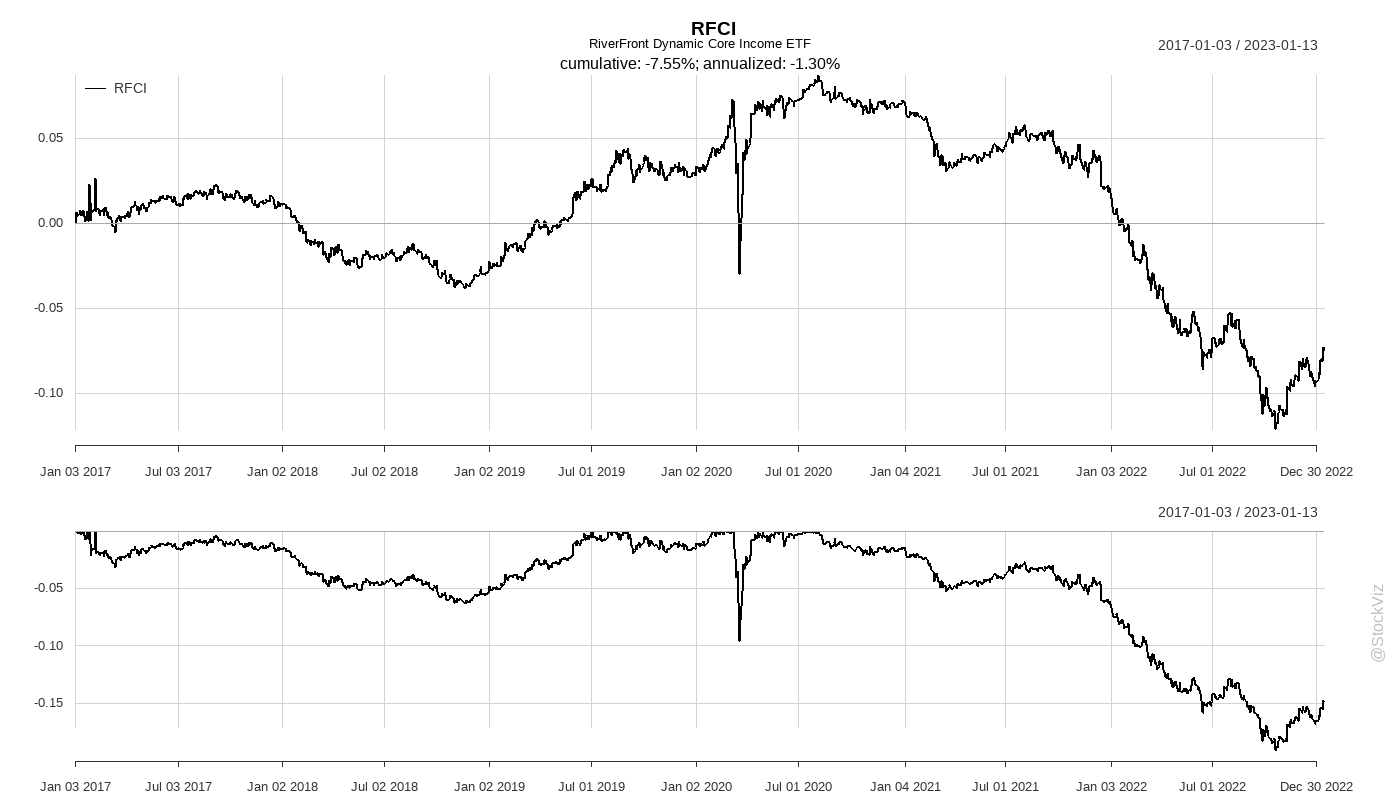 RFCI
RiverFront Dynamic Core Income ETF
2017-01-03 / 2023-01-13
cumulative: -7.55%; annualized: -1.30%
RFCI
0.05
0.00
-0.05
-0.10
Jan 03 2017 Jul 03 2017 Jan 02 2018 Jul 02 2018 Jan 02 2019 Jul 01 2019 Jan 02 2020 Jul 01 2020 Jan 04 2021 Jul 01 2021 Jan 03 2022 Jul 01 2022 Dec 30 2022
2017-01-03 / 2023-01-13
-0.05
-0.10
-0.15
@StockViz
Jan 03 2017 Jul 03 2017 Jan 02 2018 Jul 02 2018 Jan 02 2019 Jul 01 2019 Jan 02 2020 Jul 01 2020 Jan 04 2021 Jul 01 2021 Jan 03 2022 Jul 01 2022 Dec 30 2022